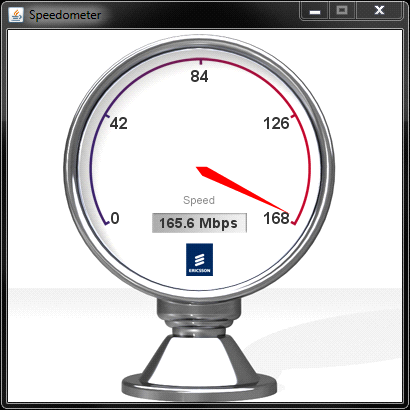 Speedometer
84
42
126
0
168
Speed
165.6 Mbps
ERICSSON